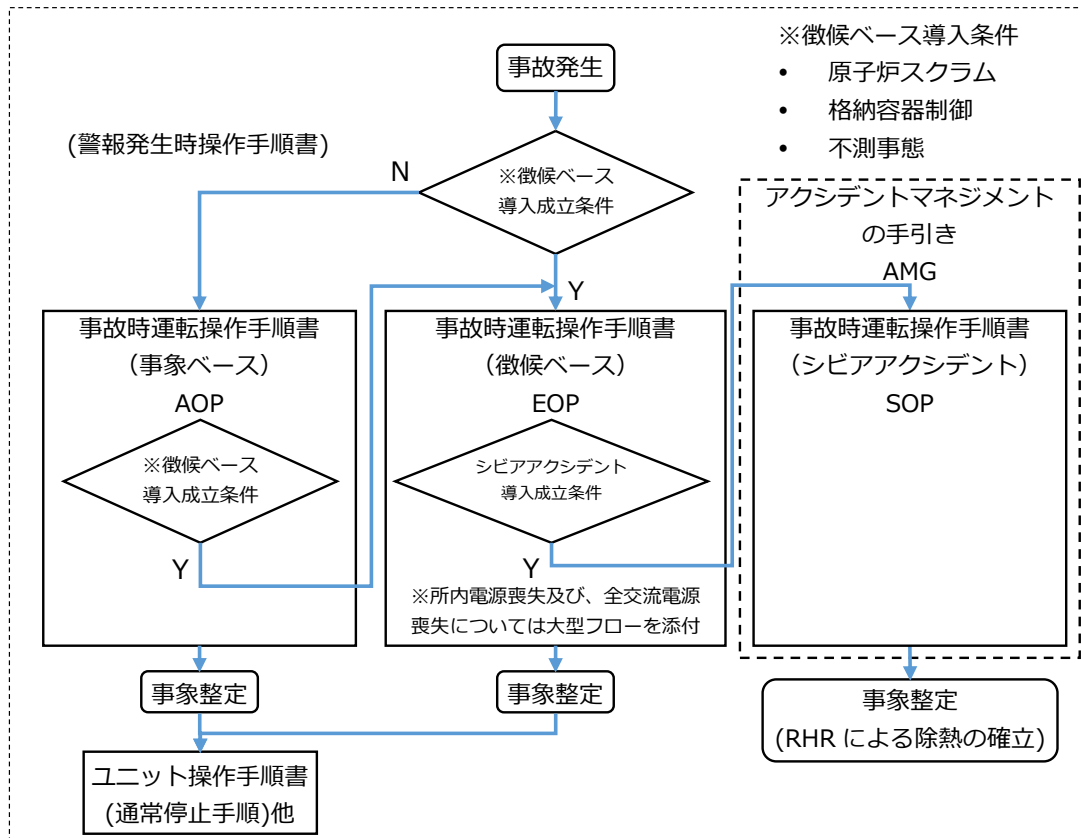 事故発生
※徴候ベース導入条件
• 原子炉スクラム
• 格納容器制御
• 不測事態
(警報発生時操作手順書)
N
※徴候ベース
導入成立条件
Y
アクシデントマネジメント
の手引き
AMG
事故時運転操作手順書
（事象ベース）
AOP
※徴候ベース
導入成立条件
Y
事故時運転操作手順書
（徴候ベース）
EOP
シビアアクシデント
導入成立条件
Y
※所内電源喪失及び、全交流電源
喪失については大型フローを添付
事故時運転操作手順書
（シビアアクシデント）
SOP
事象整定
事象整定
事象整定
(RHR による除熱の確立)
ユニット操作手順書
(通常停止手順)他